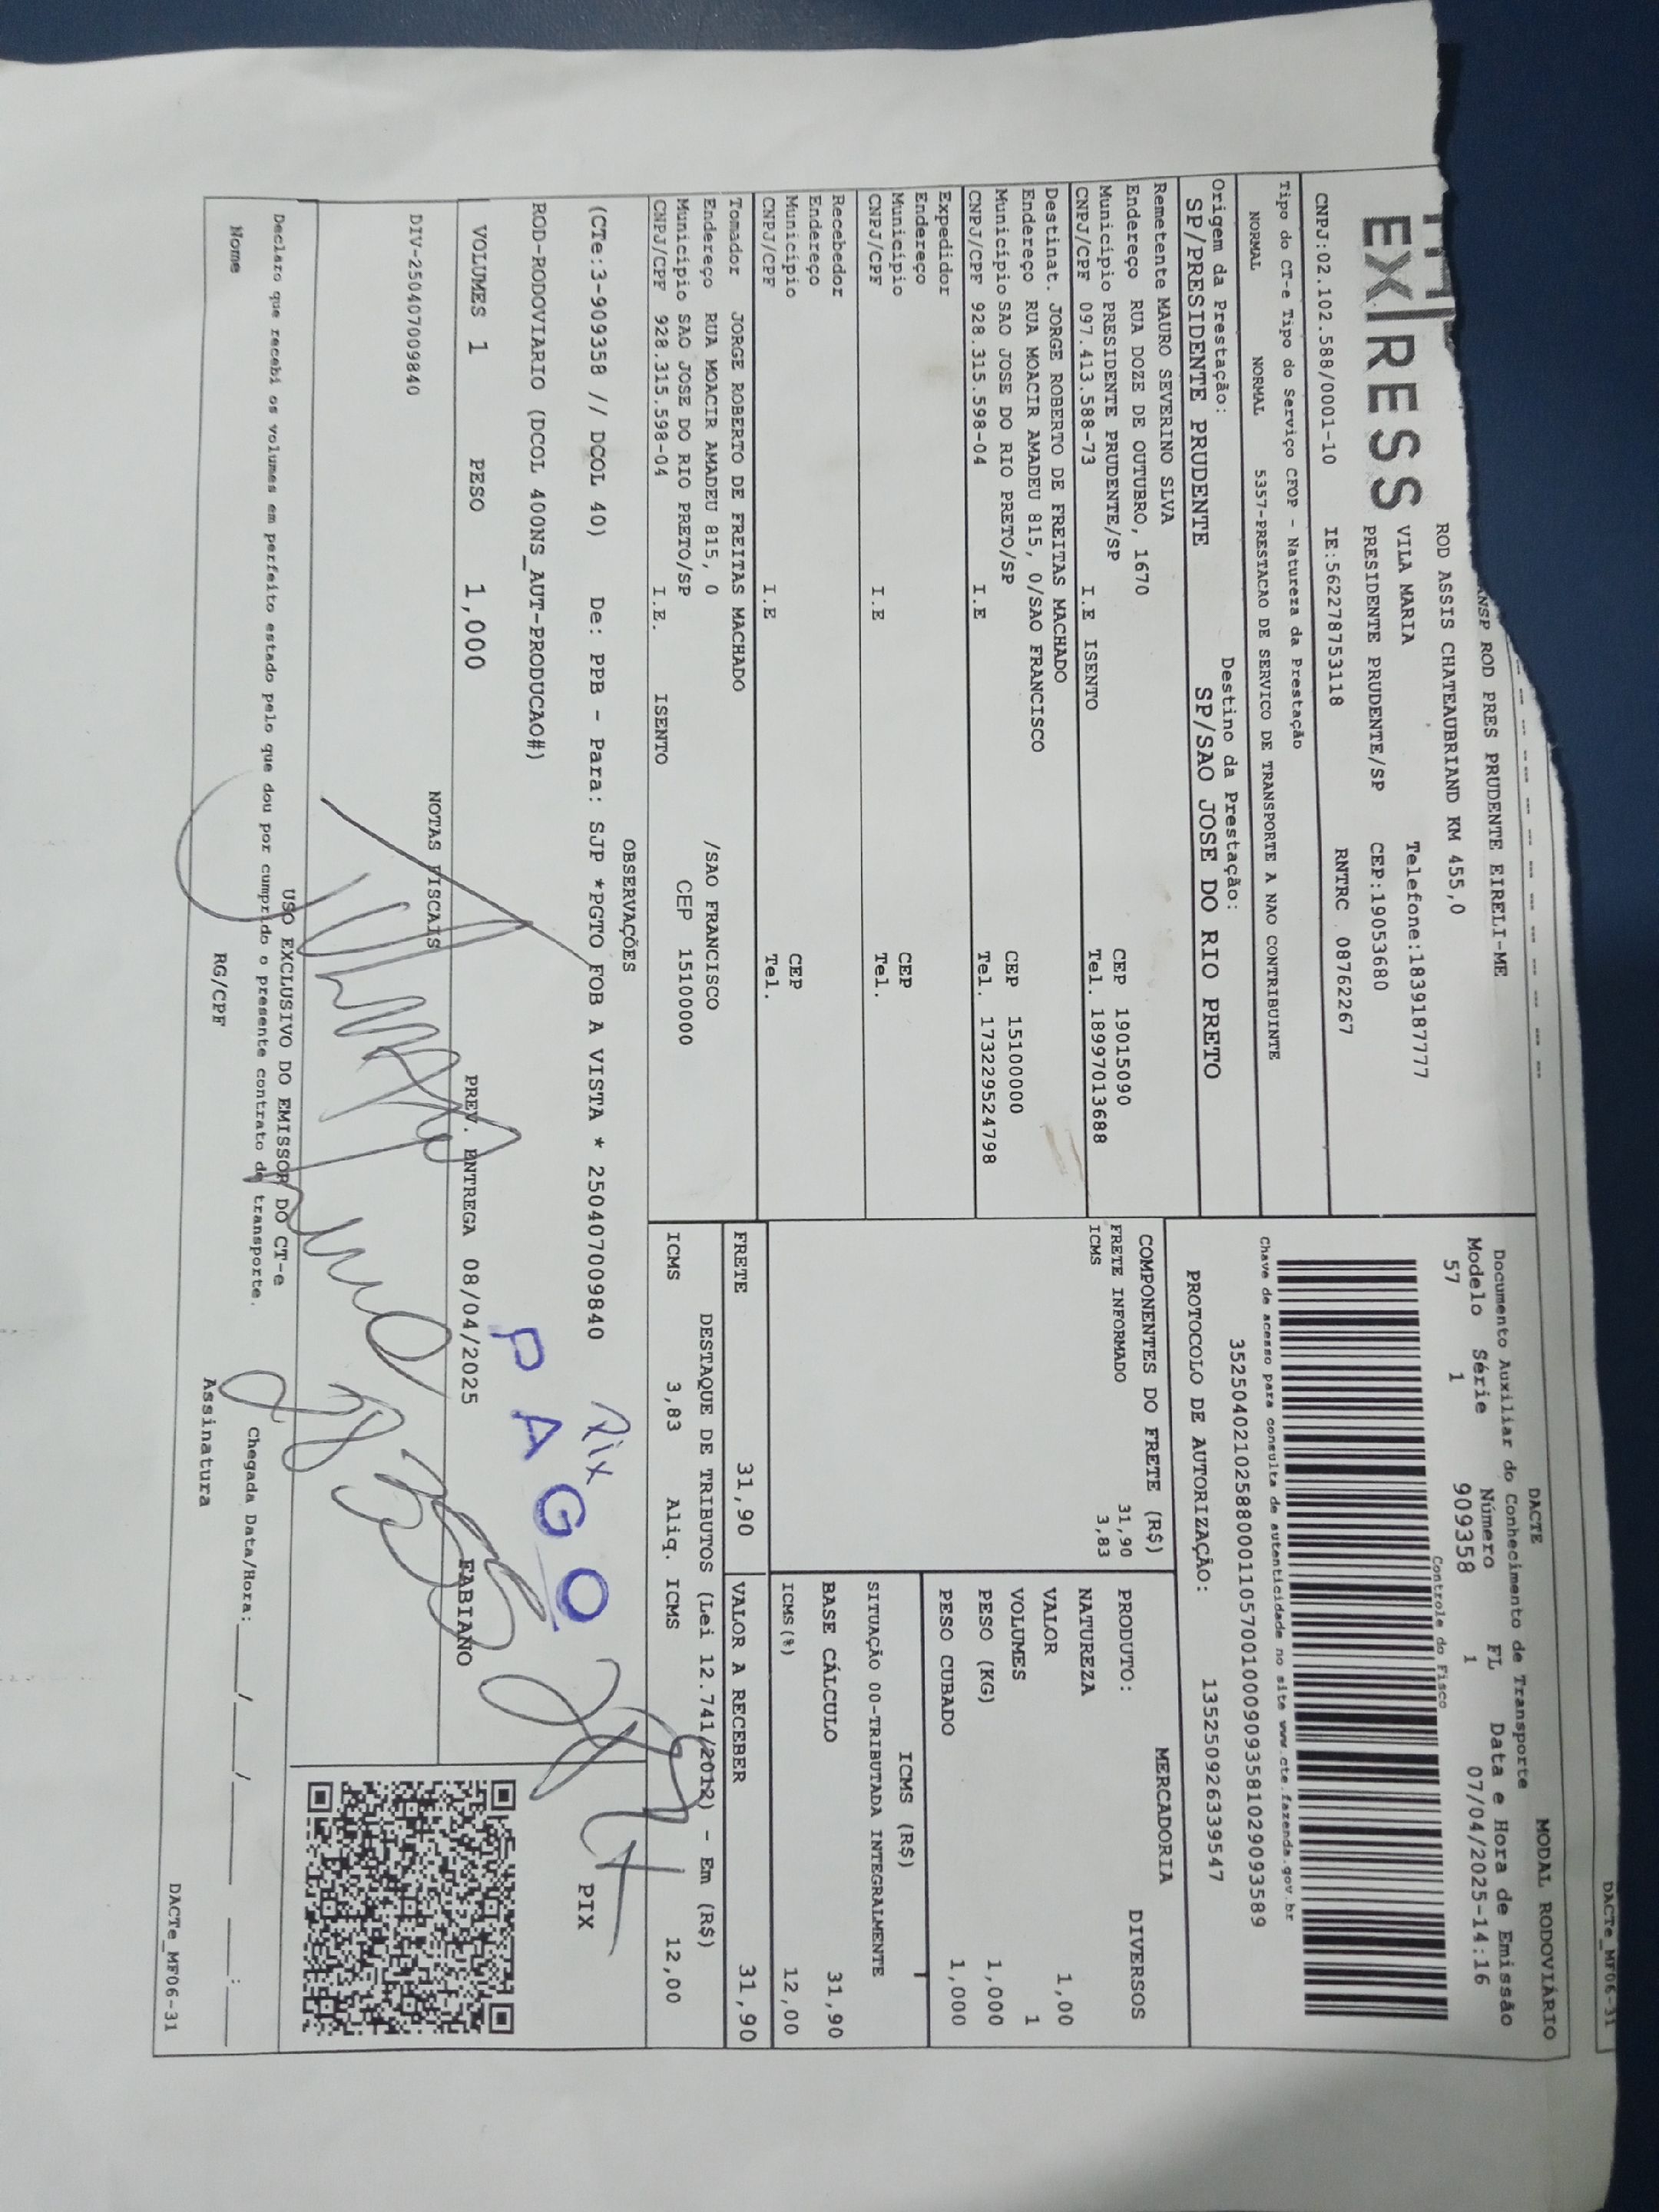 DACTe_MF06-31
EXPRESS
ROD PRES PRUDENTE EIRELI-ME
ROD ASSIS CHATEAUBRIAND KM 455,0
VILA MARIA Telefone:1839187777
PRESIDENTE PRUDENTE/SP CEP:19053680
CNPJ:02.102.588/0001-10 IE:562278753118 RNTRC 08762267
Tipo do CT-e Tipo do Serviço CFOP - Natureza da Prestação
NORMAL NORMAL 5357-PRESTACAO DE SERVICO DE TRANSPORTE A NAO CONTRIBUINTE
Origem da Prestação: Destino da Prestação:
SP/PRESIDENTE PRUDENTE SP/SAO JOSE DO RIO PRETO
DACTE MODAL RODOVIÁRIO
Documento Auxiliar do Conhecimento de Transporte
Modelo Série Número FL Data e Hora de Emissão
57 1 909358 1 07/04/2025-14:16
Controle do Fisco
Chave de acesso para consulta de autenticidade no site www.cte.fazenda.gov.br
35250402102588000110570010009093581029093589
PROTOCOLO DE AUTORIZAÇÃO: 135250926339547
Remetente MAURO SEVERINO SLVA
Endereço RUA DOZE DE OUTUBRO, 1670 CEP 19015090
Município PRESIDENTE PRUDENTE/SP Tel. 18997013688
CNPJ/CPF 097.413.588-73 I.E ISENTO
Destinat. JORGE ROBERTO DE FREITAS MACHADO
Endereço RUA MOACIR AMADEU 815, 0/SAO FRANCISCO
Município SAO JOSE DO RIO PRETO/SP CEP 15100000
CNPJ/CPF 928.315.598-04 I.E Tel. 173229524798
Expedidor
Endereço
Município CEP
CNPJ/CPF I.E Tel.
Recebedor
Endereço
Município CEP
CNPJ/CPF I.E Tel.
Tomador JORGE ROBERTO DE FREITAS MACHADO
Endereço RUA MOACIR AMADEU 815, 0 /SAO FRANCISCO
Município SAO JOSE DO RIO PRETO/SP CEP 15100000
CNPJ/CPF 928.315.598-04 I.E. ISENTO
COMPONENTES DO FRETE (R$)
FRETE INFORMADO 31,90
ICMS 3,83
MERCADORIA
PRODUTO: DIVERSOS
NATUREZA
VALOR 1,00
VOLUMES 1
PESO (KG) 1,000
PESO CUBADO 1,000
ICMS (R$)
SITUAÇÃO 00-TRIBUTADA INTEGRALMENTE
BASE CÁLCULO 31,90
ICMS(%) 12,00
FRETE 31,90 VALOR A RECEBER 31,90
DESTAQUE DE TRIBUTOS (Lei 12.741/2012) - Em (R$)
ICMS 3,83 Aliq. ICMS 12,00
OBSERVAÇÕES
(CTe:3-909358 // DCOL 40) De: PPB - Para: SJP *PGTO FOB A VISTA * 250407009840
Pix
PIX
PAGO
ROD-RODOVIARIO (DCOL 400NS_AUT-PRODUCAO#)
VOLUMES 1 PESO 1,000 PREV. ENTREGA 08/04/2025 FABIANO
NOTAS FISCAIS
DIV-250407009840
USO EXCLUSIVO DO EMISSOR DO CT-e
Declaro que recebi os volumes em perfeito estado pelo que dou por cumprido o presente contrato de transporte. Chegada Data/Hora:____/____/______ ___:___
Nome RG/CPF Assinatura
DACTe_MF06-31